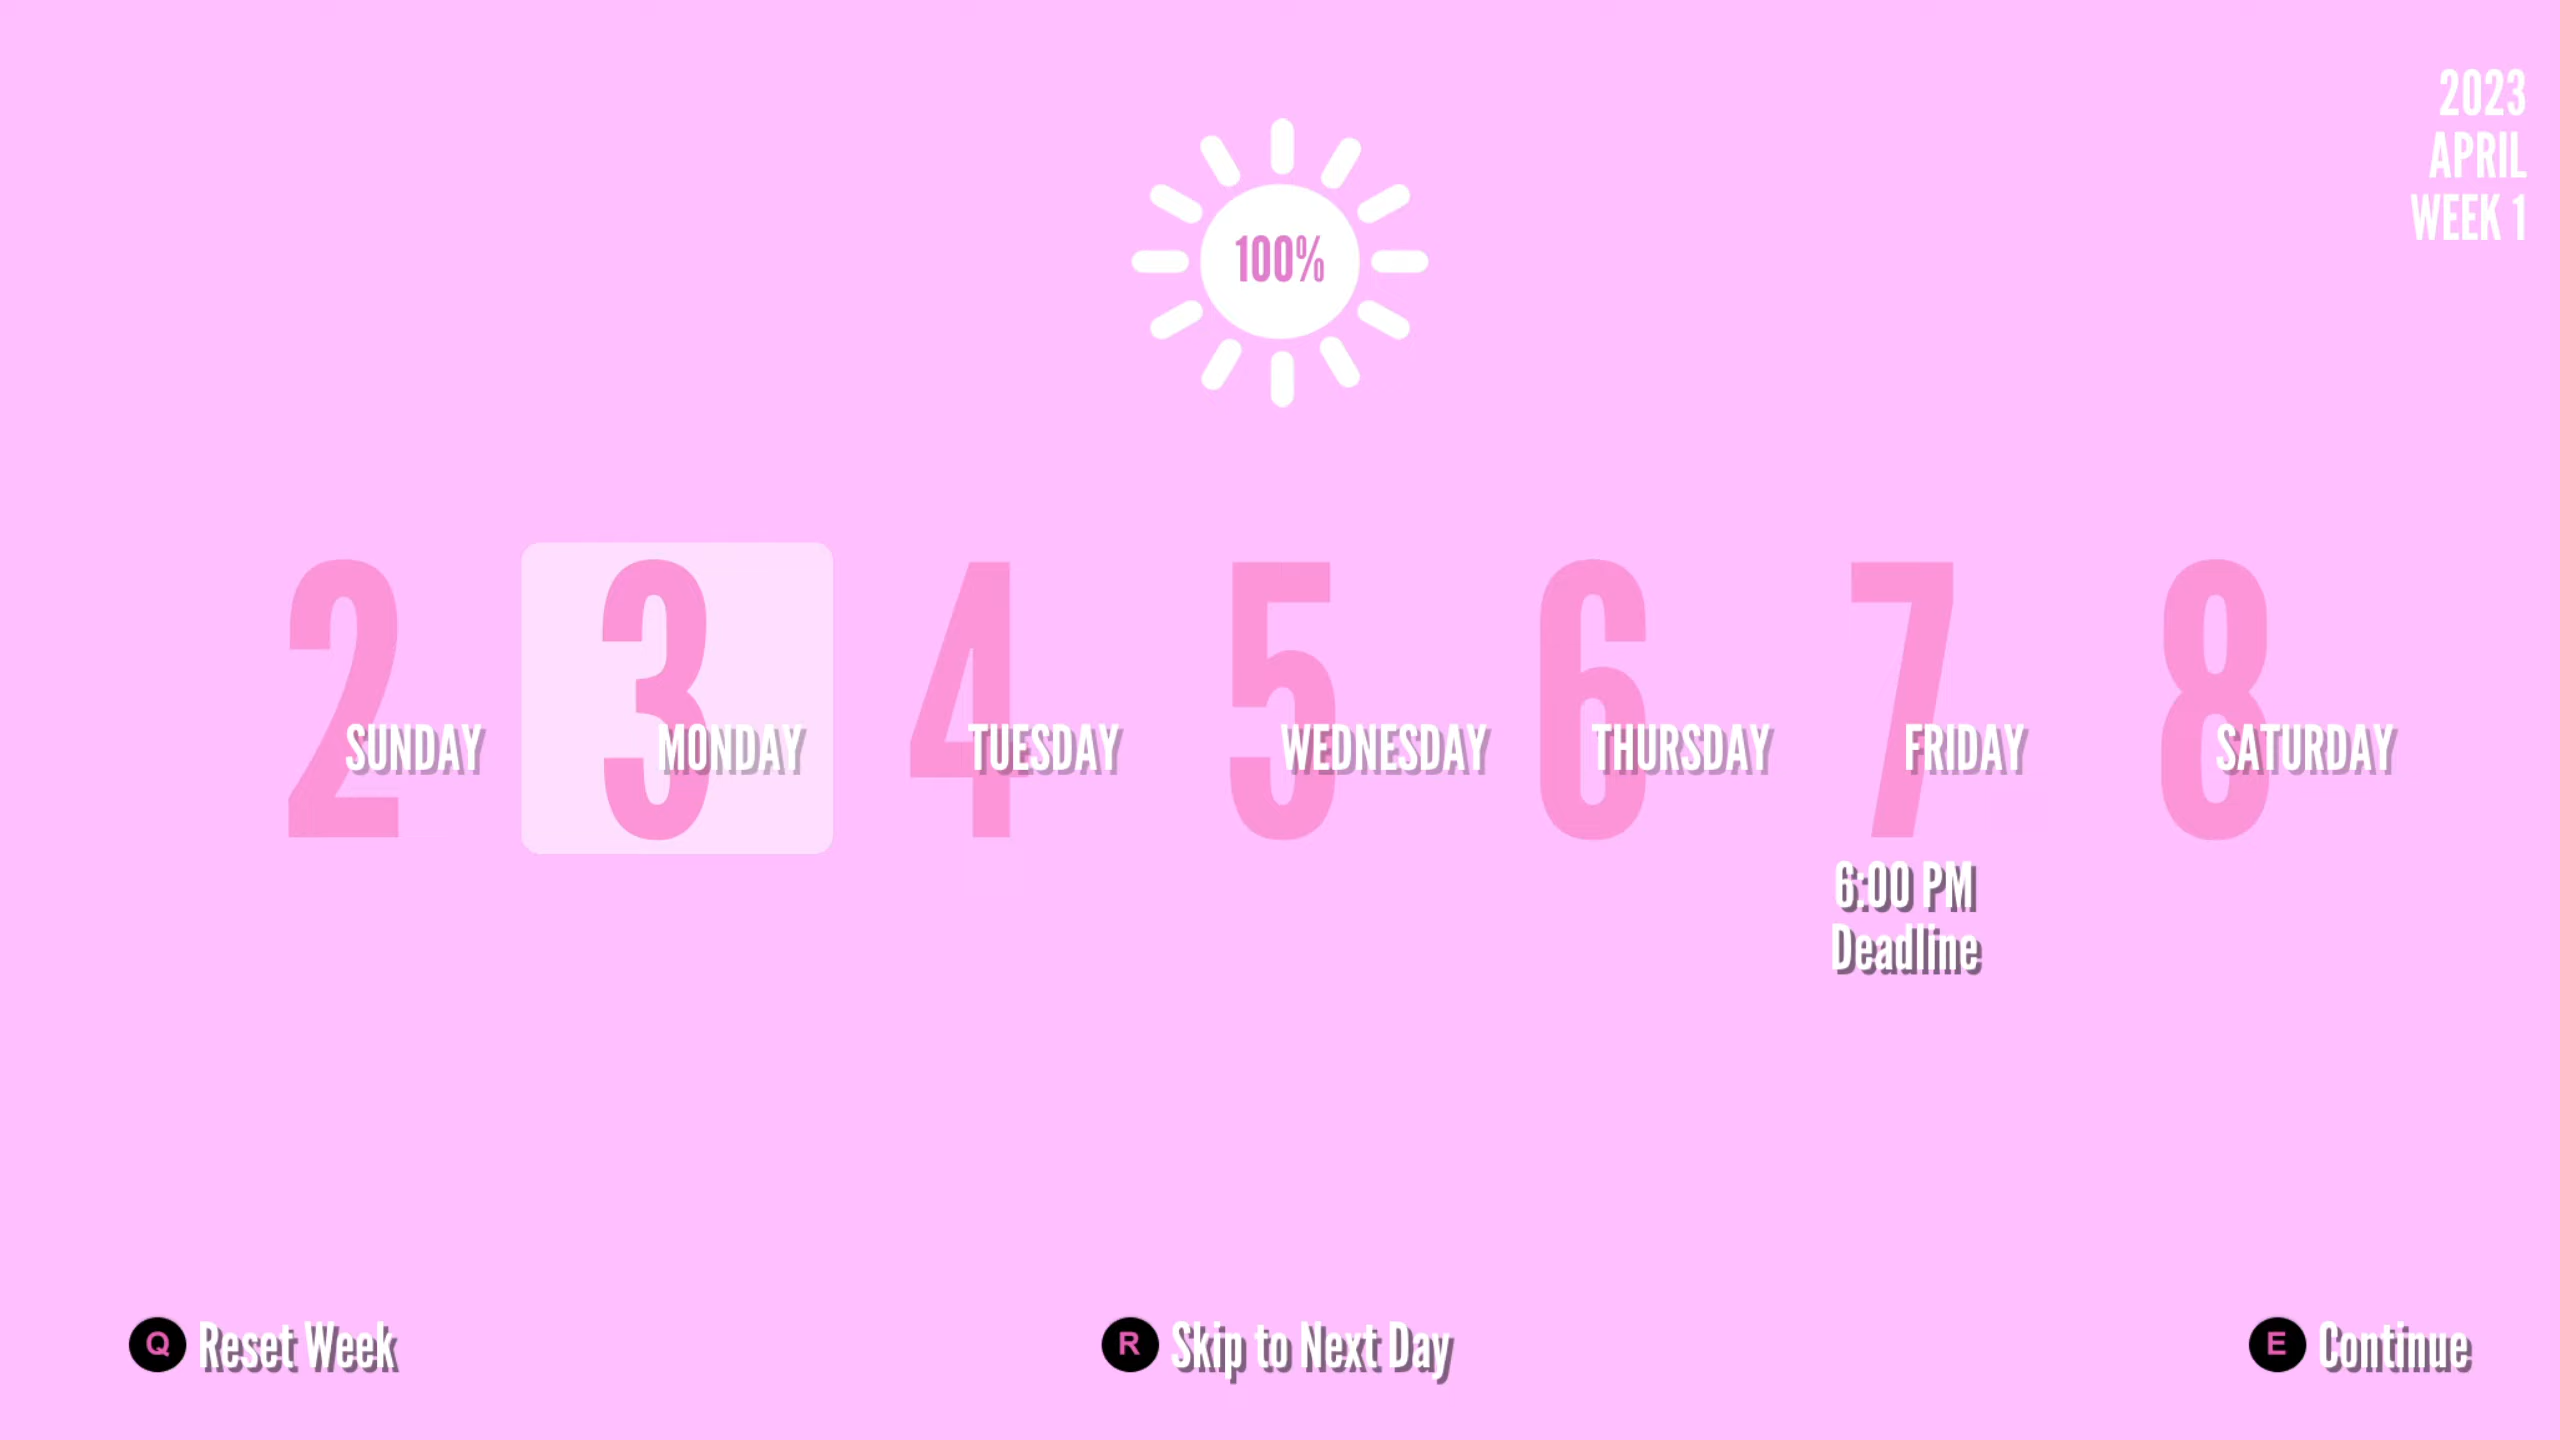 2023
APRIL
WEEK 1
100%
2 3 4 5 6 7 8
SUNDAY MONDAY TUESDAY WEDNESDAY THURSDAY FRIDAY SATURDAY
6:00 PM
Deadline
Q Reset Week R Skip to Next Day E Continue